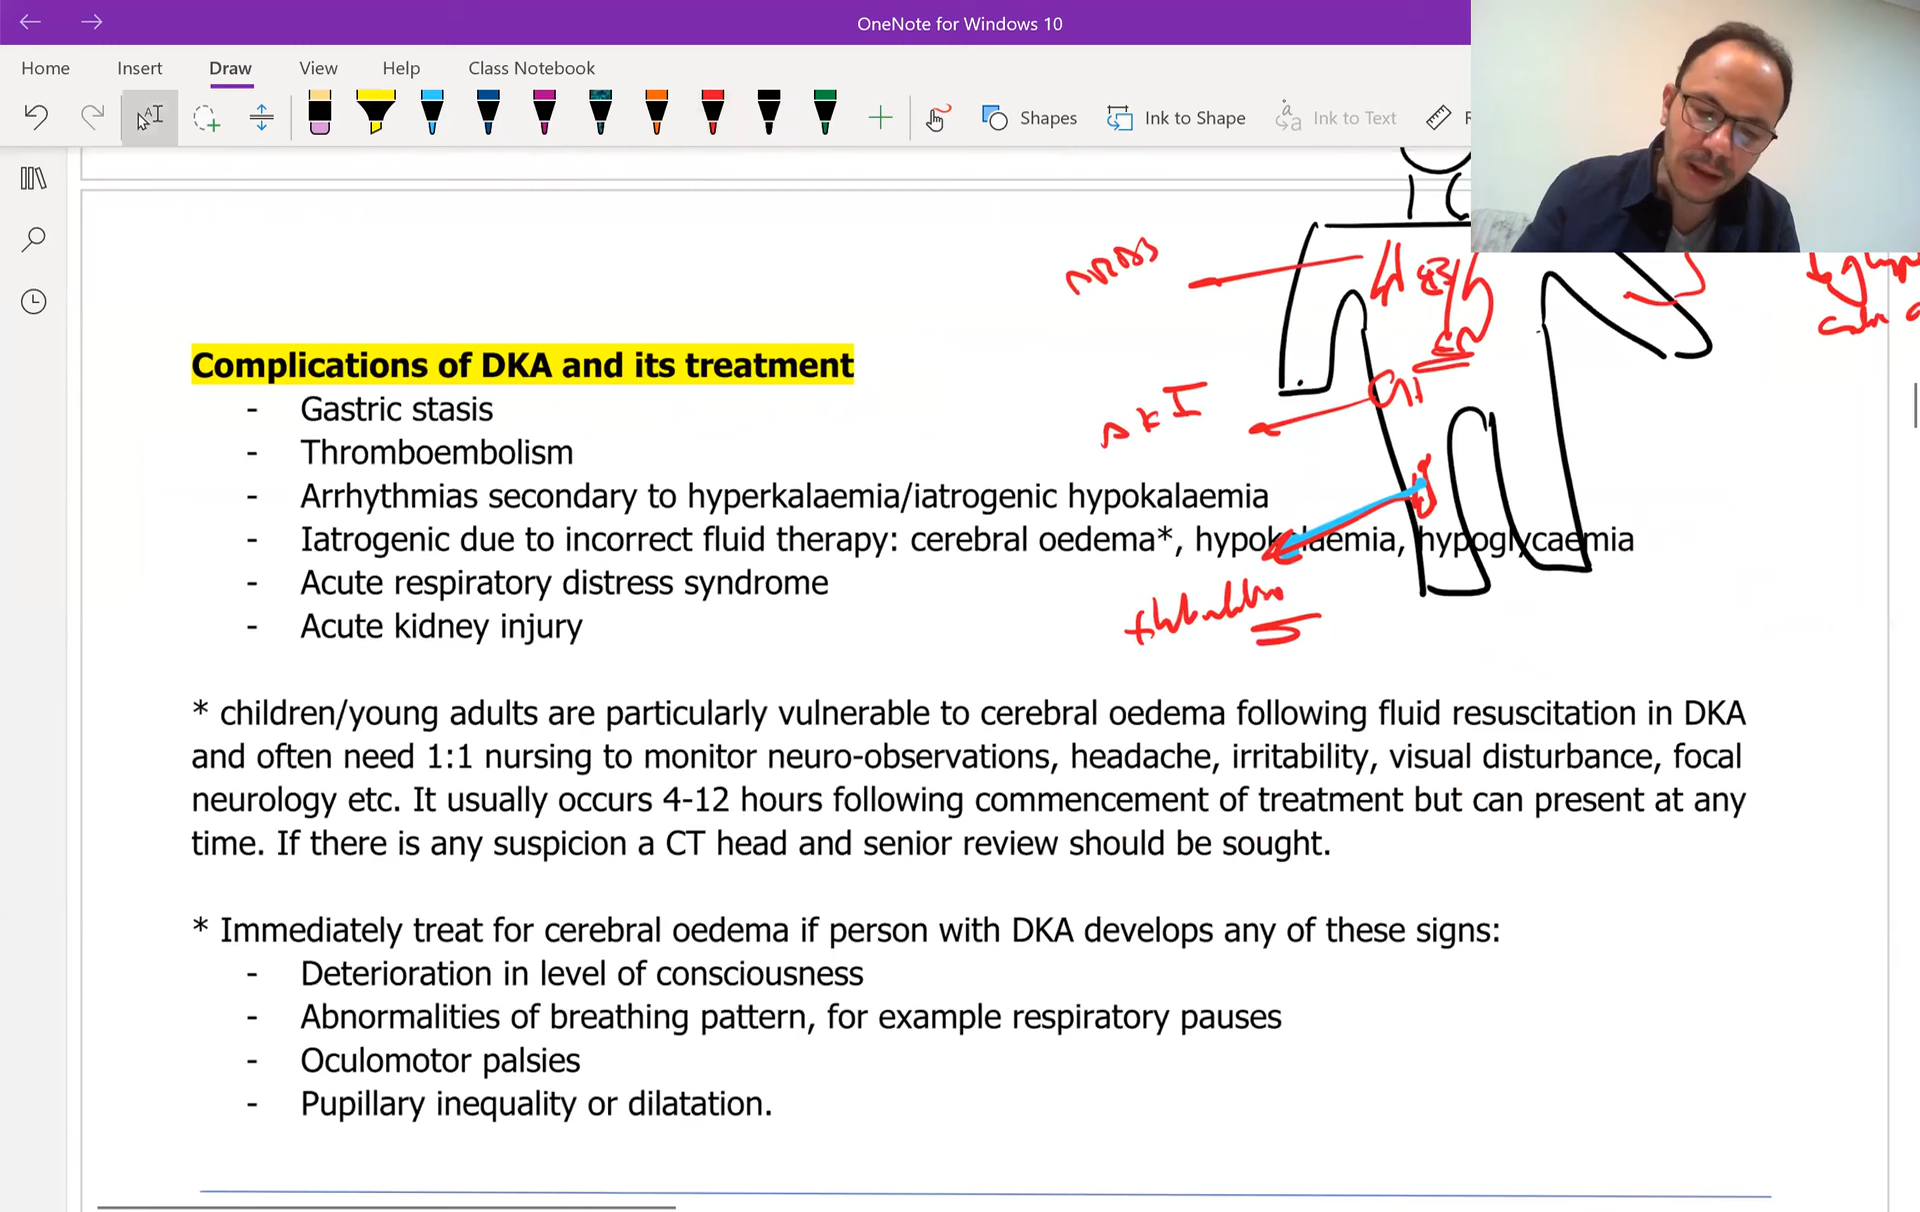 OneNote for Windows 10
Home Insert Draw View Help Class Notebook
Shapes Ink to Shape Ink to Text
Complications of DKA and its treatment
- Gastric stasis
- Thromboembolism
- Arrhythmias secondary to hyperkalaemia/iatrogenic hypokalaemia
- Iatrogenic due to incorrect fluid therapy: cerebral oedema*, hypokalaemia, hypoglycaemia
- Acute respiratory distress syndrome
- Acute kidney injury
AKI
* children/young adults are particularly vulnerable to cerebral oedema following fluid resuscitation in DKA
and often need 1:1 nursing to monitor neuro-observations, headache, irritability, visual disturbance, focal
neurology etc. It usually occurs 4-12 hours following commencement of treatment but can present at any
time. If there is any suspicion a CT head and senior review should be sought.
* Immediately treat for cerebral oedema if person with DKA develops any of these signs:
- Deterioration in level of consciousness
- Abnormalities of breathing pattern, for example respiratory pauses
- Oculomotor palsies
- Pupillary inequality or dilatation.